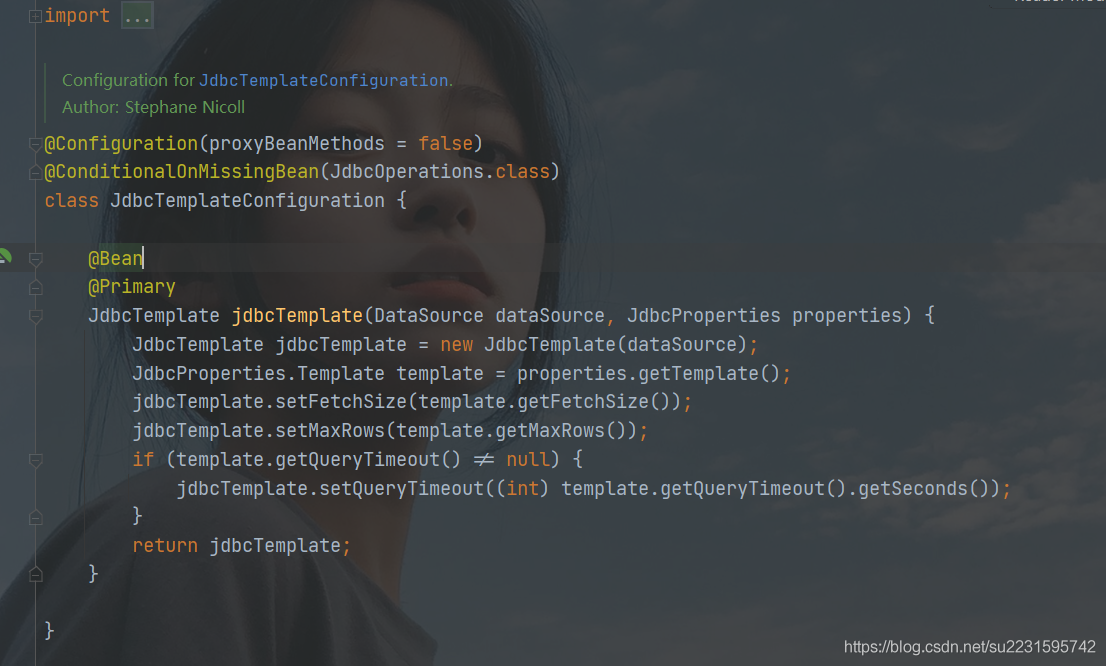 import ...
Configuration for JdbcTemplateConfiguration.
Author: Stephane Nicoll
@Configuration(proxyBeanMethods = false)
@ConditionalOnMissingBean(JdbcOperations.class)
class JdbcTemplateConfiguration {
@Bean
@Primary
JdbcTemplate jdbcTemplate(DataSource dataSource, JdbcProperties properties) {
JdbcTemplate jdbcTemplate = new JdbcTemplate(dataSource);
JdbcProperties.Template template = properties.getTemplate();
jdbcTemplate.setFetchSize(template.getFetchSize());
jdbcTemplate.setMaxRows(template.getMaxRows());
if (template.getQueryTimeout() ≠ null) {
jdbcTemplate.setQueryTimeout((int) template.getQueryTimeout().getSeconds());
}
return jdbcTemplate;
}
}
https://blog.csdn.net/su2231595742